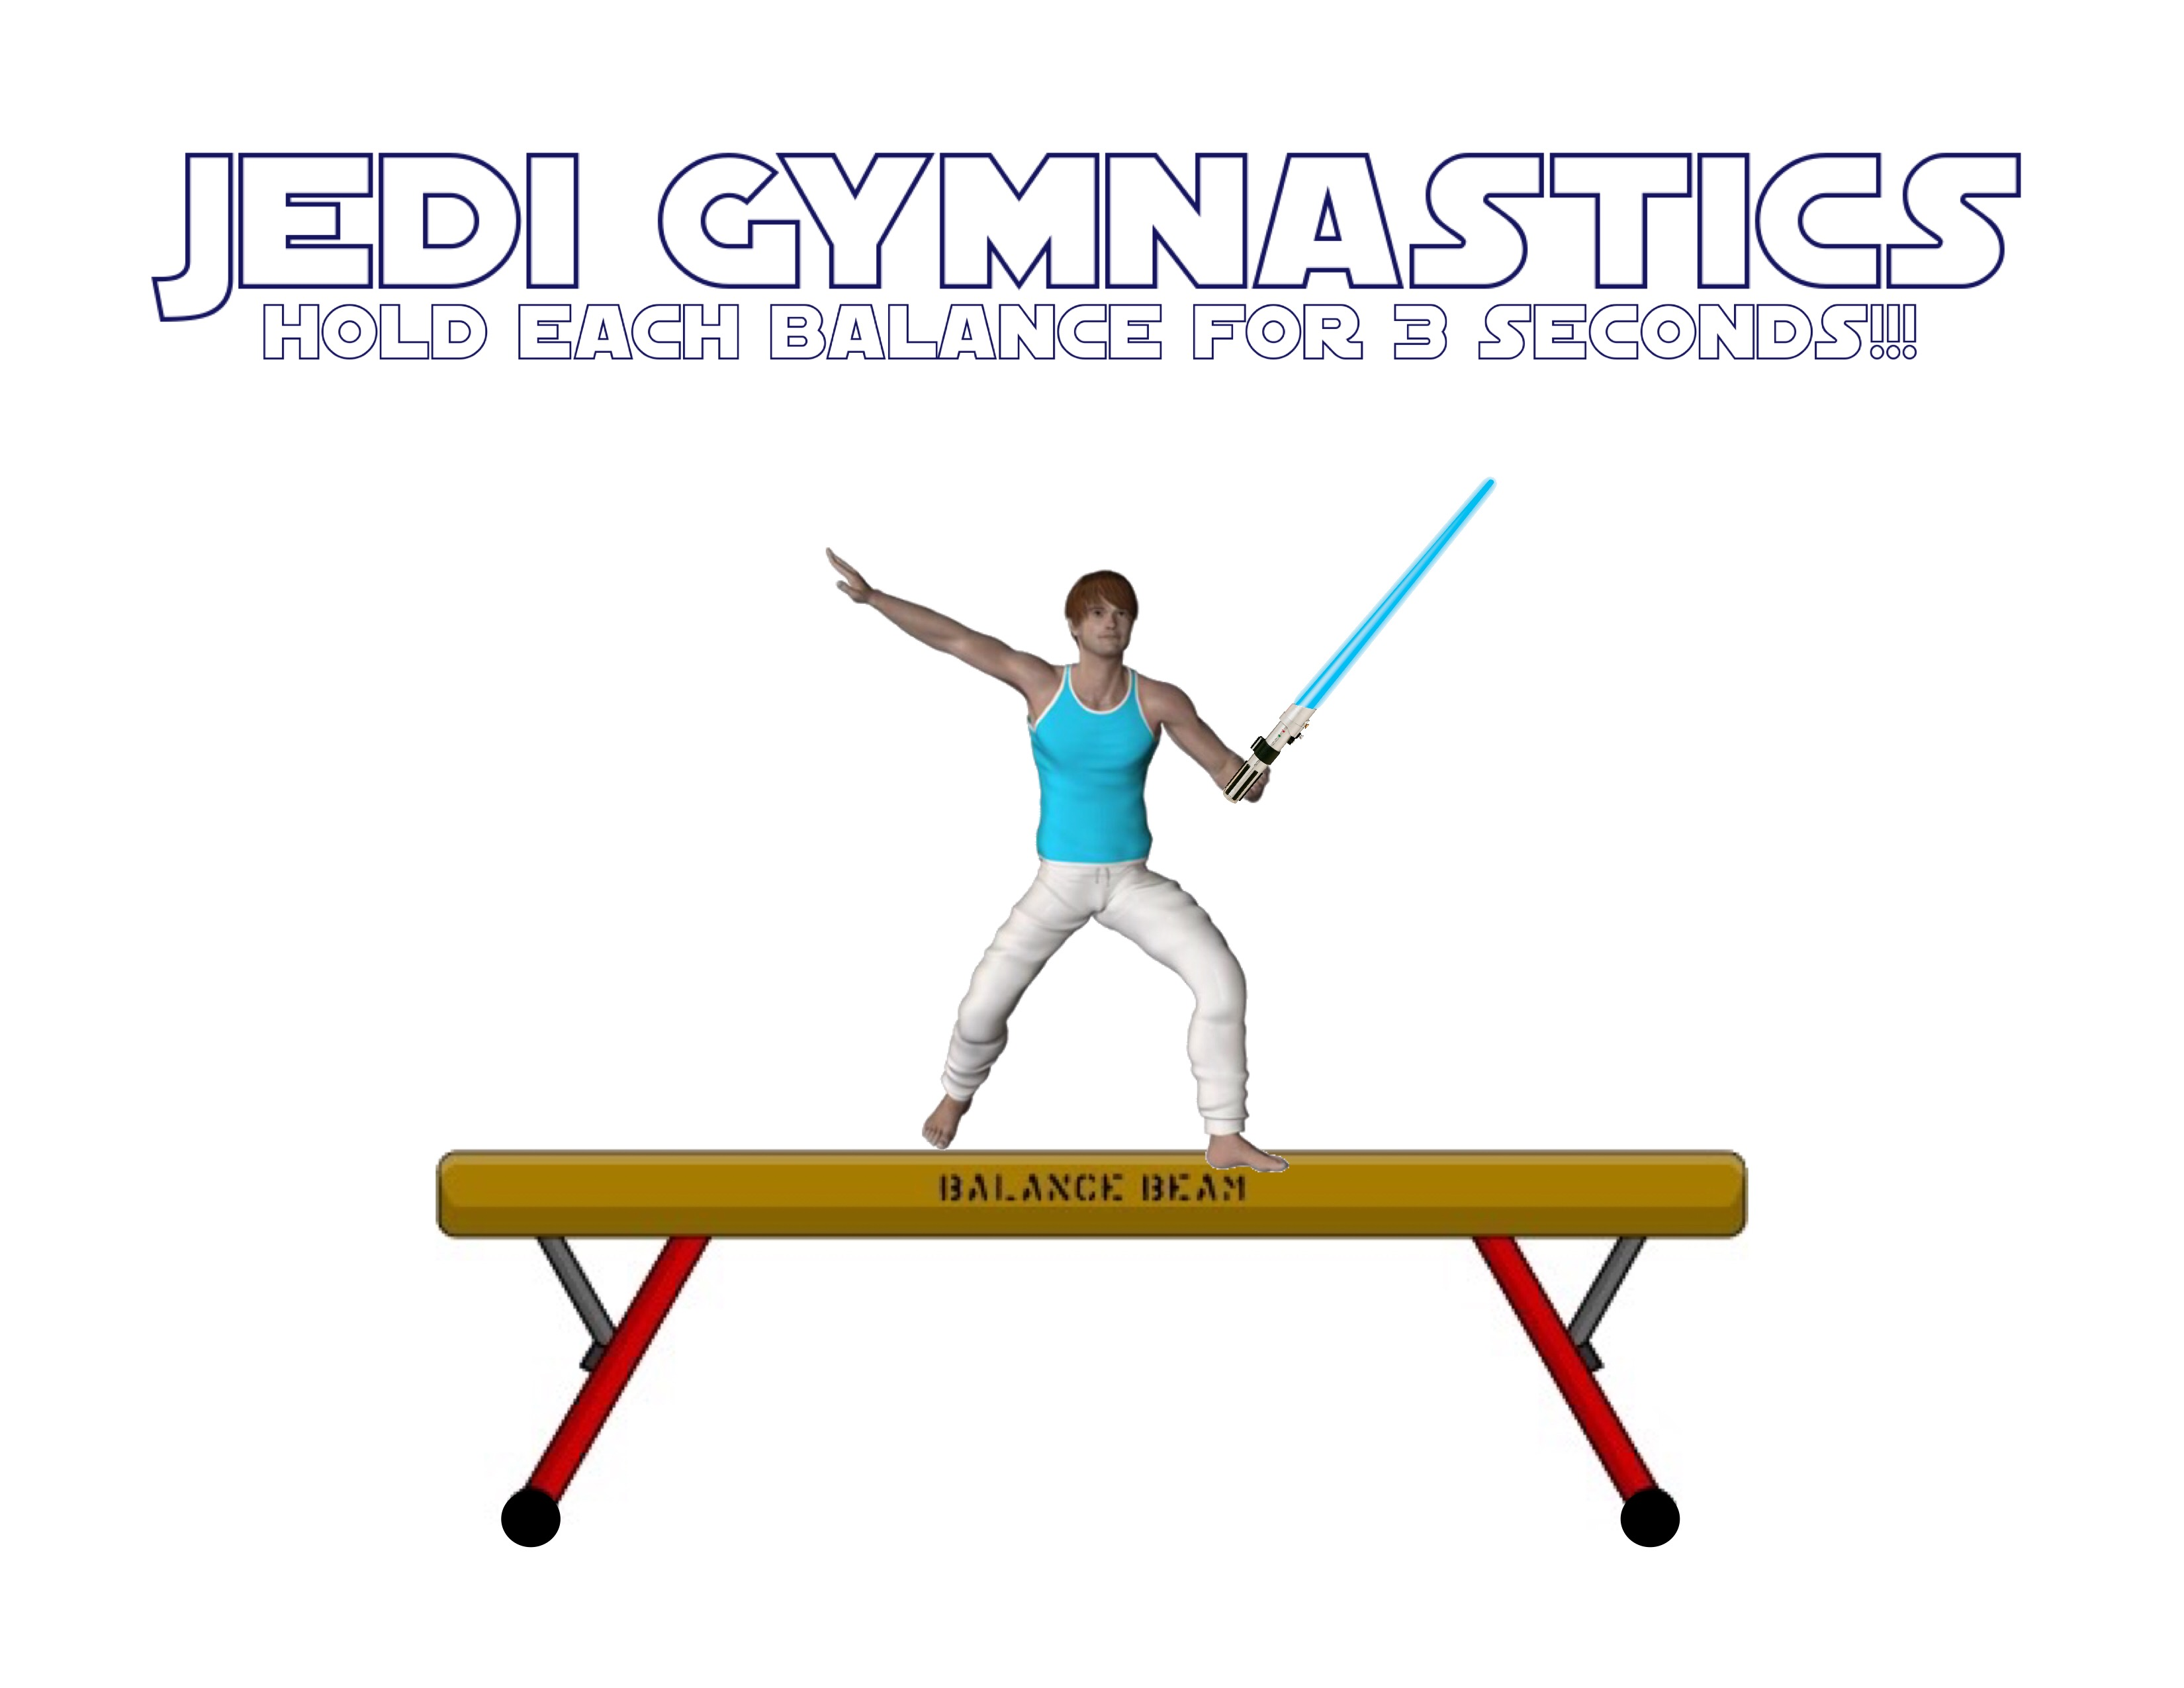 JEDI GYMNASTICS
HOLD EACH BALANCE FOR 3 SECONDS!!!
BALANCE BEAM